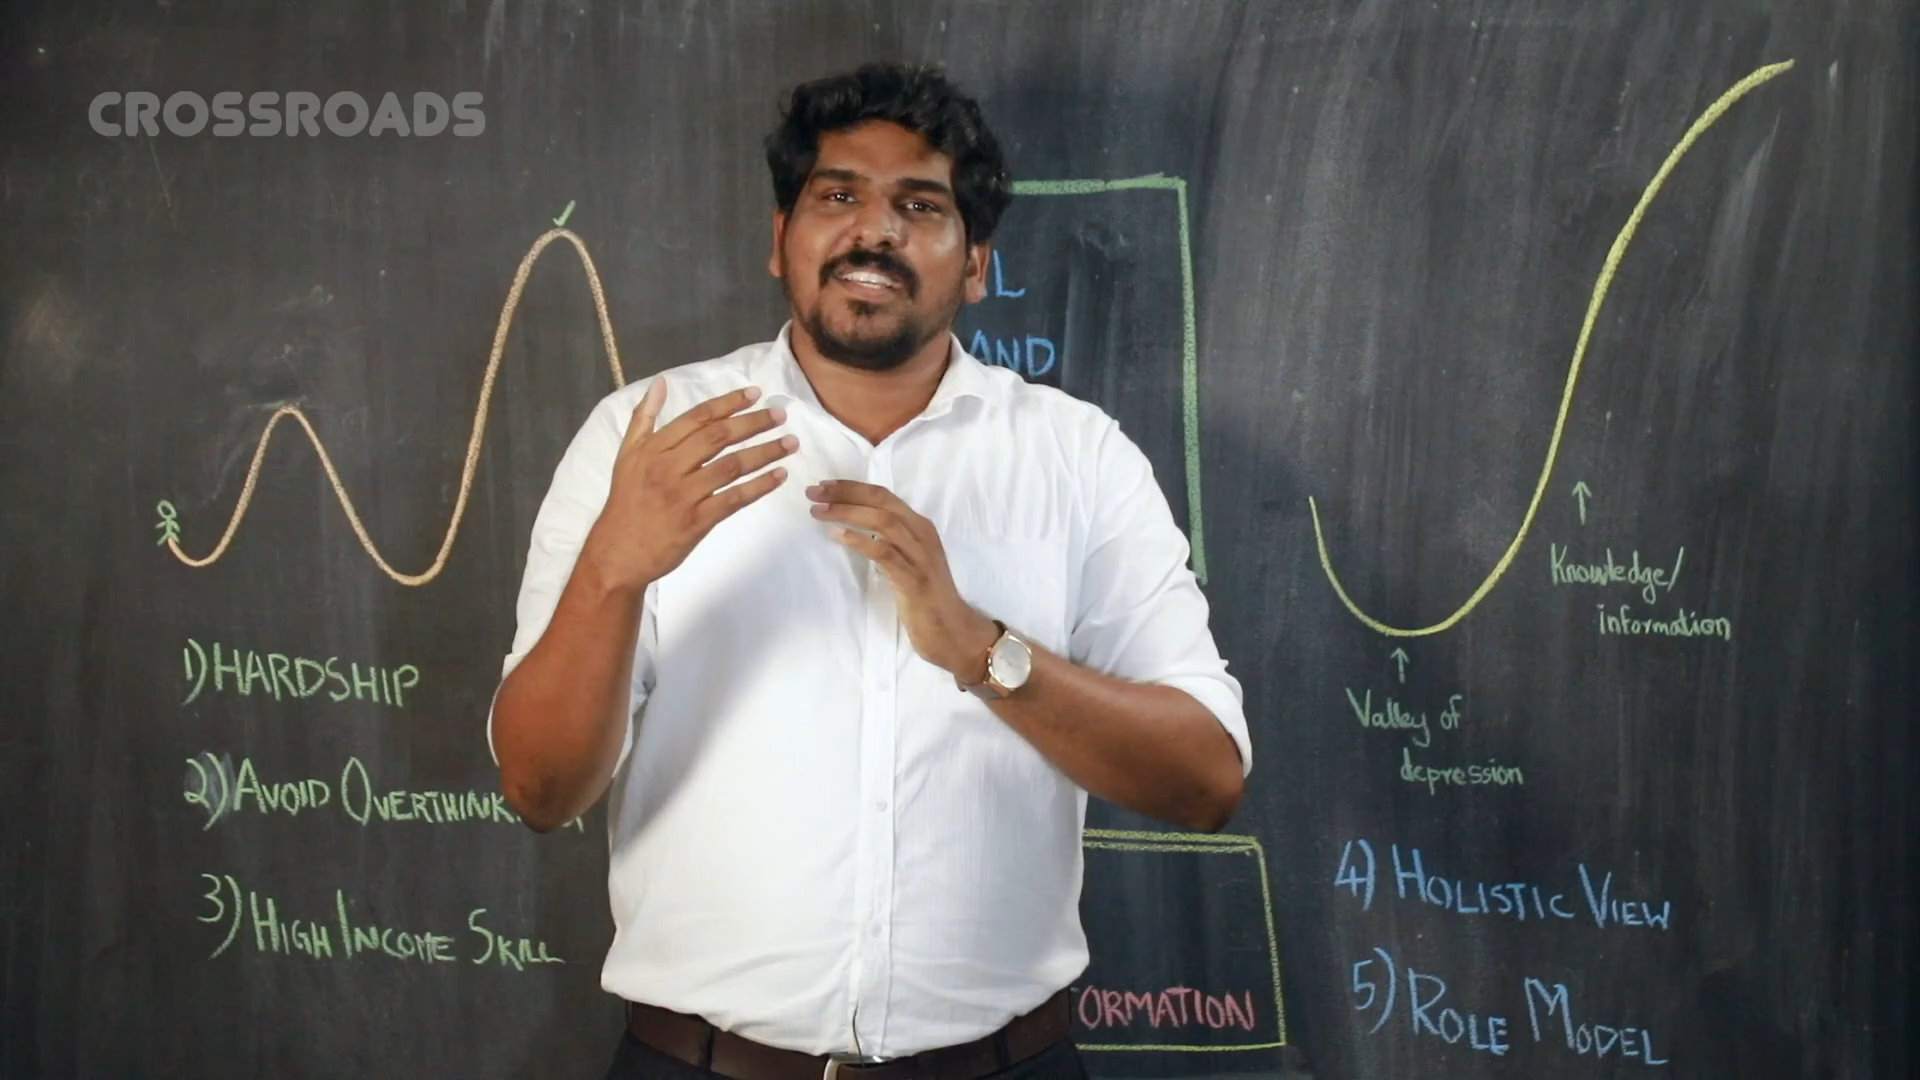 CROSSROADS
AND
Knowledge/
information
1) HARDSHIP
Valley of
depression
2) AVOID OVERTHINK
3) HIGH INCOME SKILL
4) HOLISTIC VIEW
ORMATION
5) ROLE MODEL